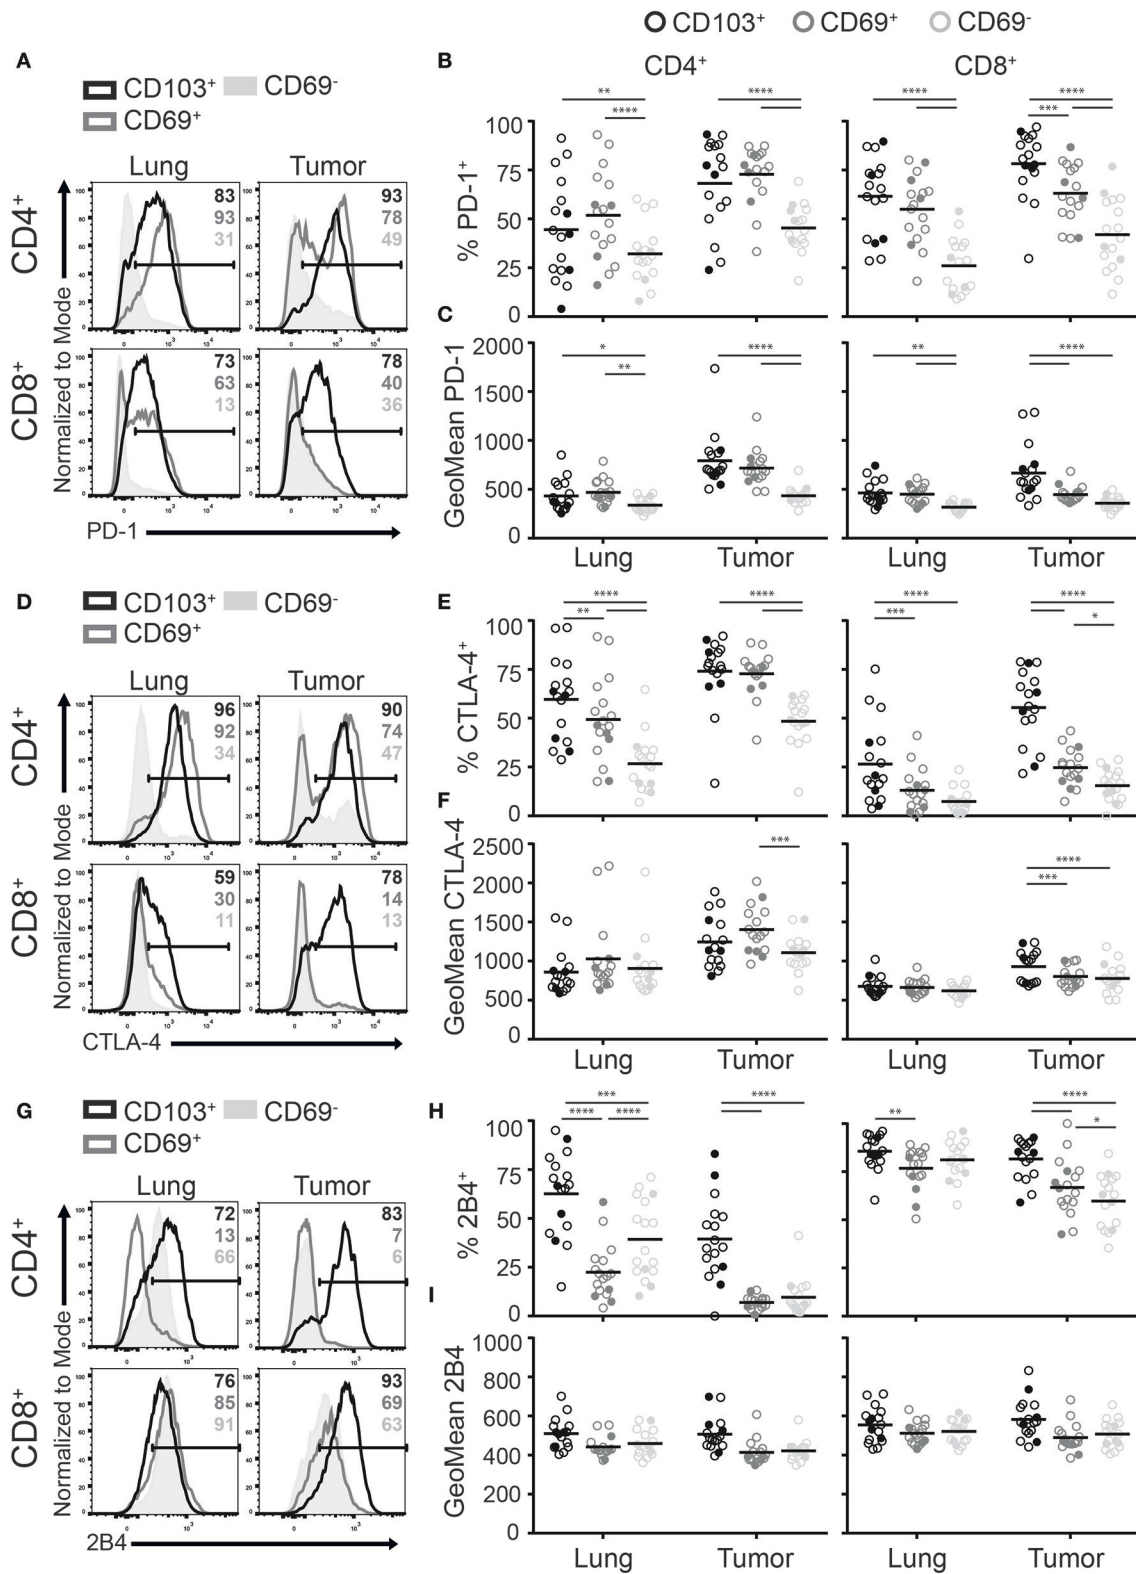 CD103+ CD69+ CD69-
A
CD103+ CD69-
CD69+
Lung Tumor
CD4+
CD8+
Normalized to Mode
83
93
31
93
78
49
73
63
13
78
40
36
PD-1
B
CD4+ CD8+
** **** **** **** **** ***
% PD-1+
100
75
50
25
0
C
* ** **** ** ****
GeoMean PD-1
2000
1500
1000
500
0
Lung Tumor Lung Tumor
D
CD103+ CD69-
CD69+
Lung Tumor
CD4+
CD8+
Normalized to Mode
96
92
34
90
74
47
59
30
11
78
14
13
CTLA-4
E
**** ** **** **** *** **** *
% CTLA-4+
100
75
50
25
0
F
*** **** ***
GeoMean CTLA-4
2500
2000
1500
1000
500
0
Lung Tumor Lung Tumor
G
CD103+ CD69-
CD69+
Lung Tumor
CD4+
CD8+
Normalized to Mode
72
13
66
83
7
6
76
85
91
93
69
63
2B4
H
*** **** **** **** ** **** *
% 2B4+
100
75
50
25
0
I
GeoMean 2B4
1000
800
600
400
200
0
Lung Tumor Lung Tumor